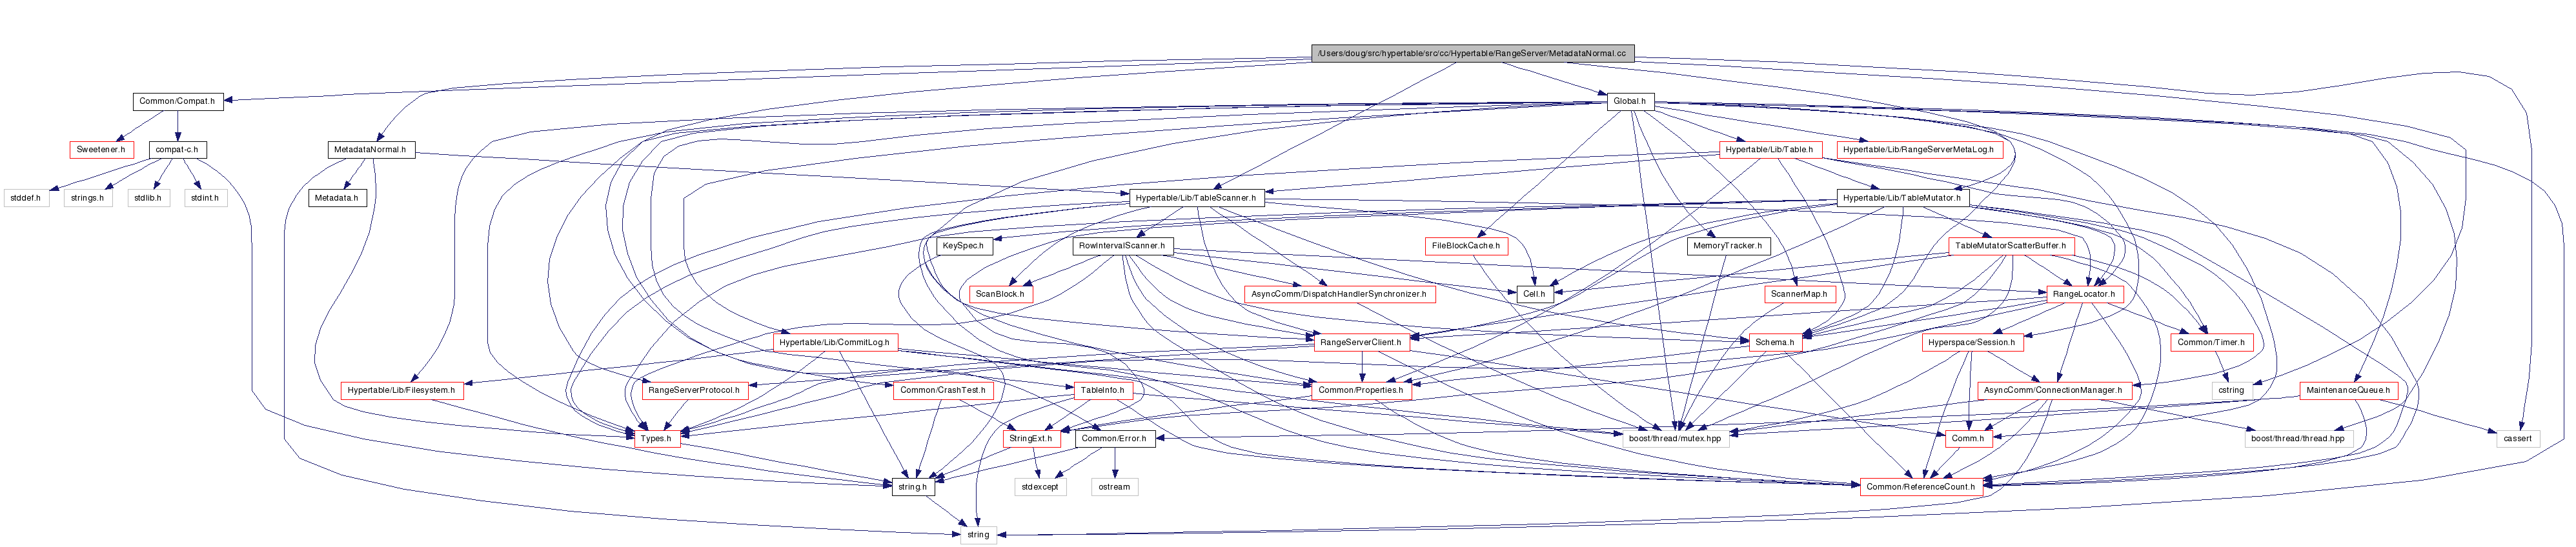 /Users/doug/src/hypertable/src/cc/Hypertable/RangeServer/MetadataNormal.cc
Common/Compat.h
Global.h
Sweetener.h
compat-c.h
MetadataNormal.h
Hypertable/Lib/Table.h
Hypertable/Lib/RangeServerMetaLog.h
stddef.h
strings.h
stdlib.h
stdint.h
Metadata.h
Hypertable/Lib/TableScanner.h
Hypertable/Lib/TableMutator.h
KeySpec.h
RowIntervalScanner.h
FileBlockCache.h
MemoryTracker.h
TableMutatorScatterBuffer.h
ScanBlock.h
AsyncComm/DispatchHandlerSynchronizer.h
Cell.h
ScannerMap.h
RangeLocator.h
Hypertable/Lib/CommitLog.h
RangeServerClient.h
Schema.h
Hyperspace/Session.h
Common/Timer.h
Hypertable/Lib/Filesystem.h
RangeServerProtocol.h
Common/CrashTest.h
TableInfo.h
Common/Properties.h
AsyncComm/ConnectionManager.h
cstring
MaintenanceQueue.h
Types.h
StringExt.h
Common/Error.h
boost/thread/mutex.hpp
Comm.h
boost/thread/thread.hpp
cassert
string.h
stdexcept
ostream
Common/ReferenceCount.h
string